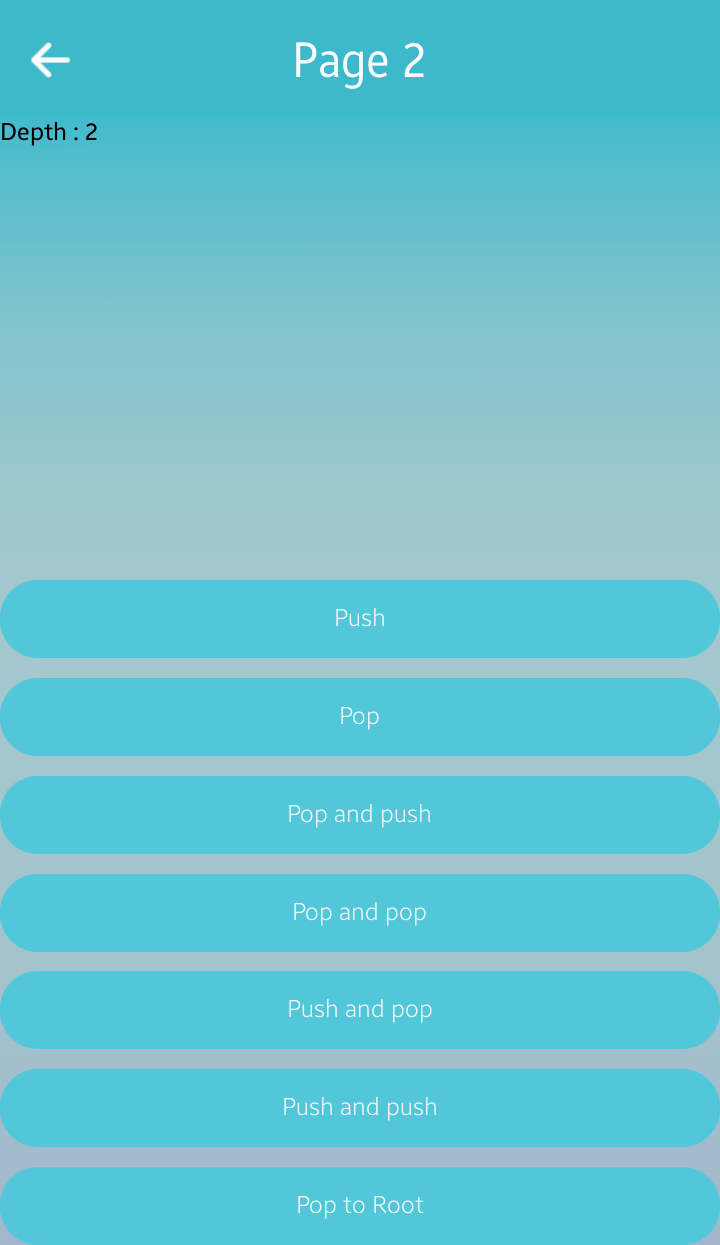 Page 2
Depth : 2
Push
Pop
Pop and push
Pop and pop
Push and pop
Push and push
Pop to Root